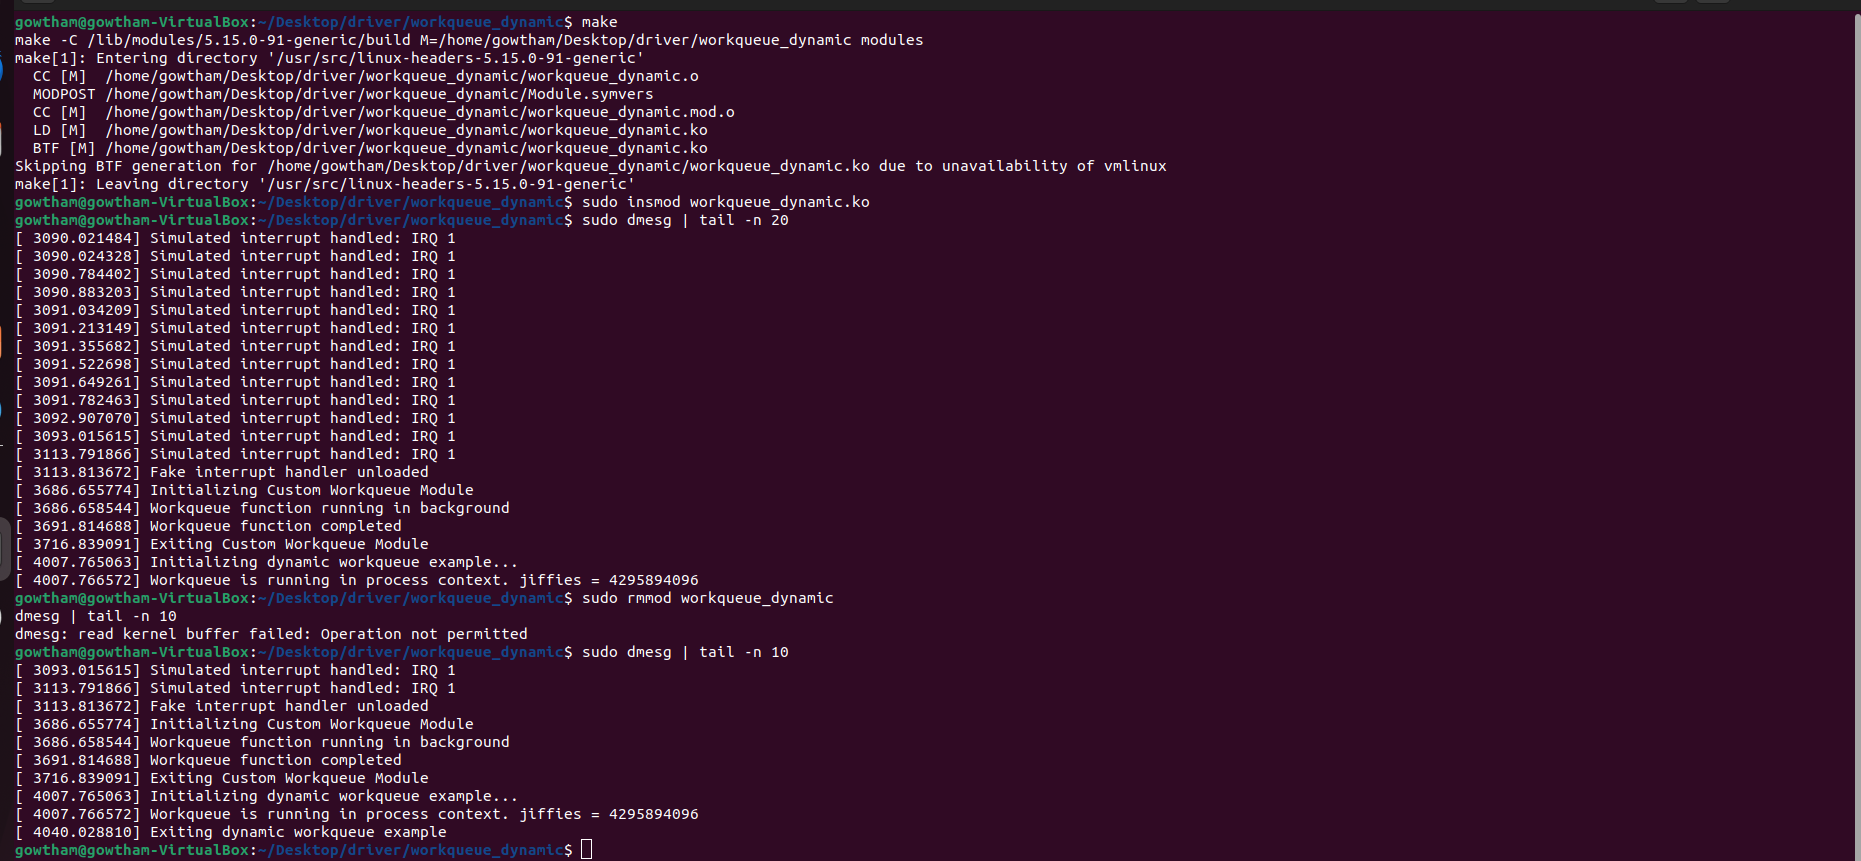 gowtham@gowtham-VirtualBox:~/Desktop/driver/workqueue_dynamic$ make
make -C /lib/modules/5.15.0-91-generic/build M=/home/gowtham/Desktop/driver/workqueue_dynamic modules
make[1]: Entering directory '/usr/src/linux-headers-5.15.0-91-generic'
  CC [M]  /home/gowtham/Desktop/driver/workqueue_dynamic/workqueue_dynamic.o
  MODPOST /home/gowtham/Desktop/driver/workqueue_dynamic/Module.symvers
  CC [M]  /home/gowtham/Desktop/driver/workqueue_dynamic/workqueue_dynamic.mod.o
  LD [M]  /home/gowtham/Desktop/driver/workqueue_dynamic/workqueue_dynamic.ko
  BTF [M] /home/gowtham/Desktop/driver/workqueue_dynamic/workqueue_dynamic.ko
Skipping BTF generation for /home/gowtham/Desktop/driver/workqueue_dynamic/workqueue_dynamic.ko due to unavailability of vmlinux
make[1]: Leaving directory '/usr/src/linux-headers-5.15.0-91-generic'
gowtham@gowtham-VirtualBox:~/Desktop/driver/workqueue_dynamic$ sudo insmod workqueue_dynamic.ko
gowtham@gowtham-VirtualBox:~/Desktop/driver/workqueue_dynamic$ sudo dmesg | tail -n 20
[ 3090.021484] Simulated interrupt handled: IRQ 1
[ 3090.024328] Simulated interrupt handled: IRQ 1
[ 3090.784402] Simulated interrupt handled: IRQ 1
[ 3090.883203] Simulated interrupt handled: IRQ 1
[ 3091.034209] Simulated interrupt handled: IRQ 1
[ 3091.213149] Simulated interrupt handled: IRQ 1
[ 3091.355682] Simulated interrupt handled: IRQ 1
[ 3091.522698] Simulated interrupt handled: IRQ 1
[ 3091.649261] Simulated interrupt handled: IRQ 1
[ 3091.782463] Simulated interrupt handled: IRQ 1
[ 3092.907070] Simulated interrupt handled: IRQ 1
[ 3093.015615] Simulated interrupt handled: IRQ 1
[ 3113.791866] Simulated interrupt handled: IRQ 1
[ 3113.813672] Fake interrupt handler unloaded
[ 3686.655774] Initializing Custom Workqueue Module
[ 3686.658544] Workqueue function running in background
[ 3691.814688] Workqueue function completed
[ 3716.839091] Exiting Custom Workqueue Module
[ 4007.765063] Initializing dynamic workqueue example...
[ 4007.766572] Workqueue is running in process context. jiffies = 4295894096
gowtham@gowtham-VirtualBox:~/Desktop/driver/workqueue_dynamic$ sudo rmmod workqueue_dynamic
dmesg | tail -n 10
dmesg: read kernel buffer failed: Operation not permitted
gowtham@gowtham-VirtualBox:~/Desktop/driver/workqueue_dynamic$ sudo dmesg | tail -n 10
[ 3093.015615] Simulated interrupt handled: IRQ 1
[ 3113.791866] Simulated interrupt handled: IRQ 1
[ 3113.813672] Fake interrupt handler unloaded
[ 3686.655774] Initializing Custom Workqueue Module
[ 3686.658544] Workqueue function running in background
[ 3691.814688] Workqueue function completed
[ 3716.839091] Exiting Custom Workqueue Module
[ 4007.765063] Initializing dynamic workqueue example...
[ 4007.766572] Workqueue is running in process context. jiffies = 4295894096
[ 4040.028810] Exiting dynamic workqueue example
gowtham@gowtham-VirtualBox:~/Desktop/driver/workqueue_dynamic$